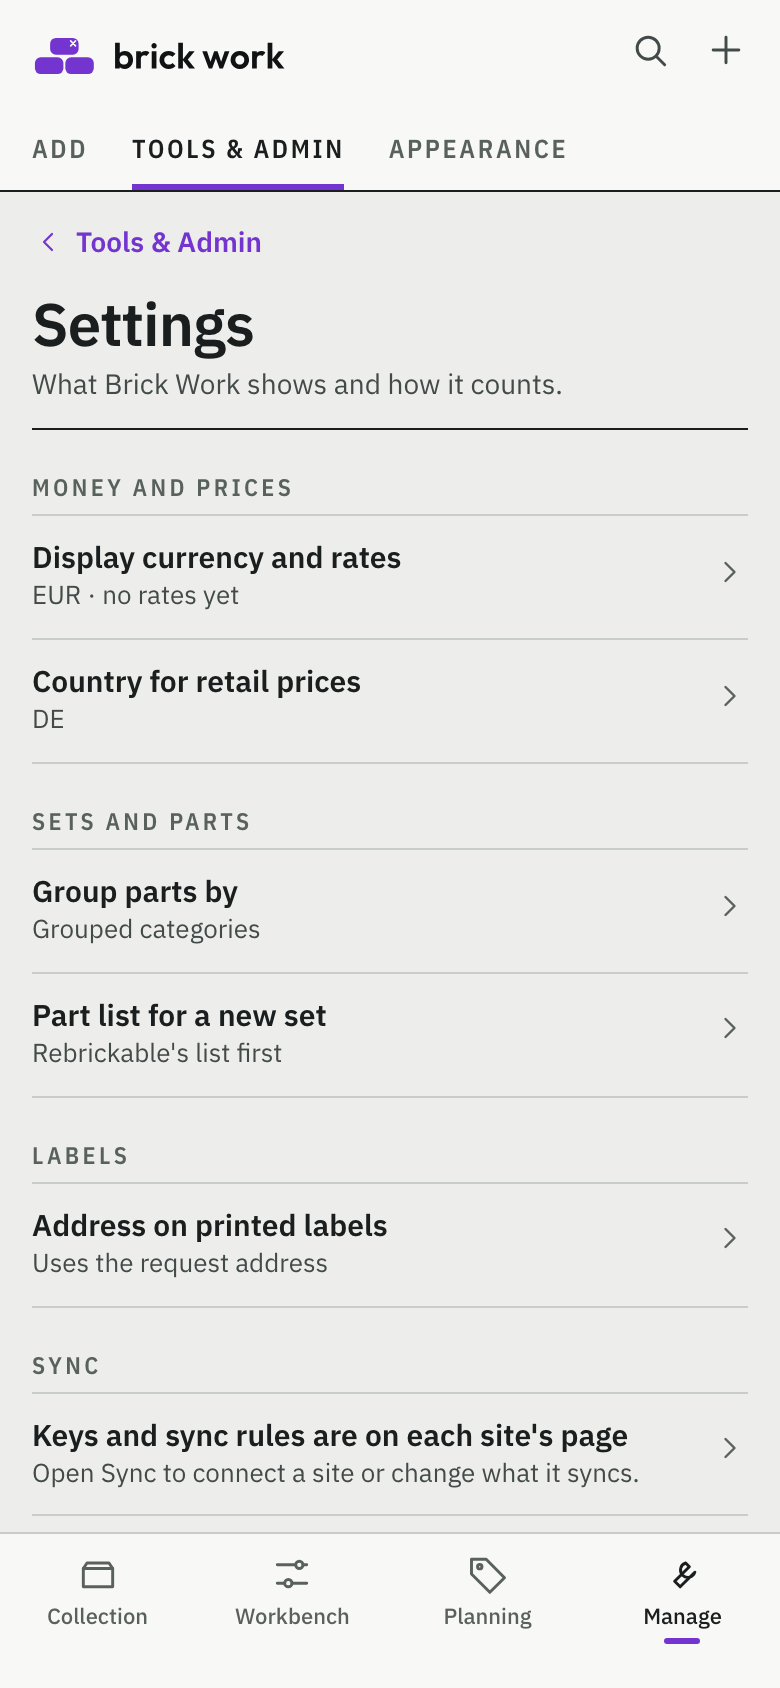 brick work
ADD TOOLS & ADMIN APPEARANCE
Tools & Admin
Settings
What Brick Work shows and how it counts.
MONEY AND PRICES
Display currency and rates
EUR · no rates yet
Country for retail prices
DE
SETS AND PARTS
Group parts by
Grouped categories
Part list for a new set
Rebrickable's list first
LABELS
Address on printed labels
Uses the request address
SYNC
Keys and sync rules are on each site's page
Open Sync to connect a site or change what it syncs.
Collection Workbench Planning Manage